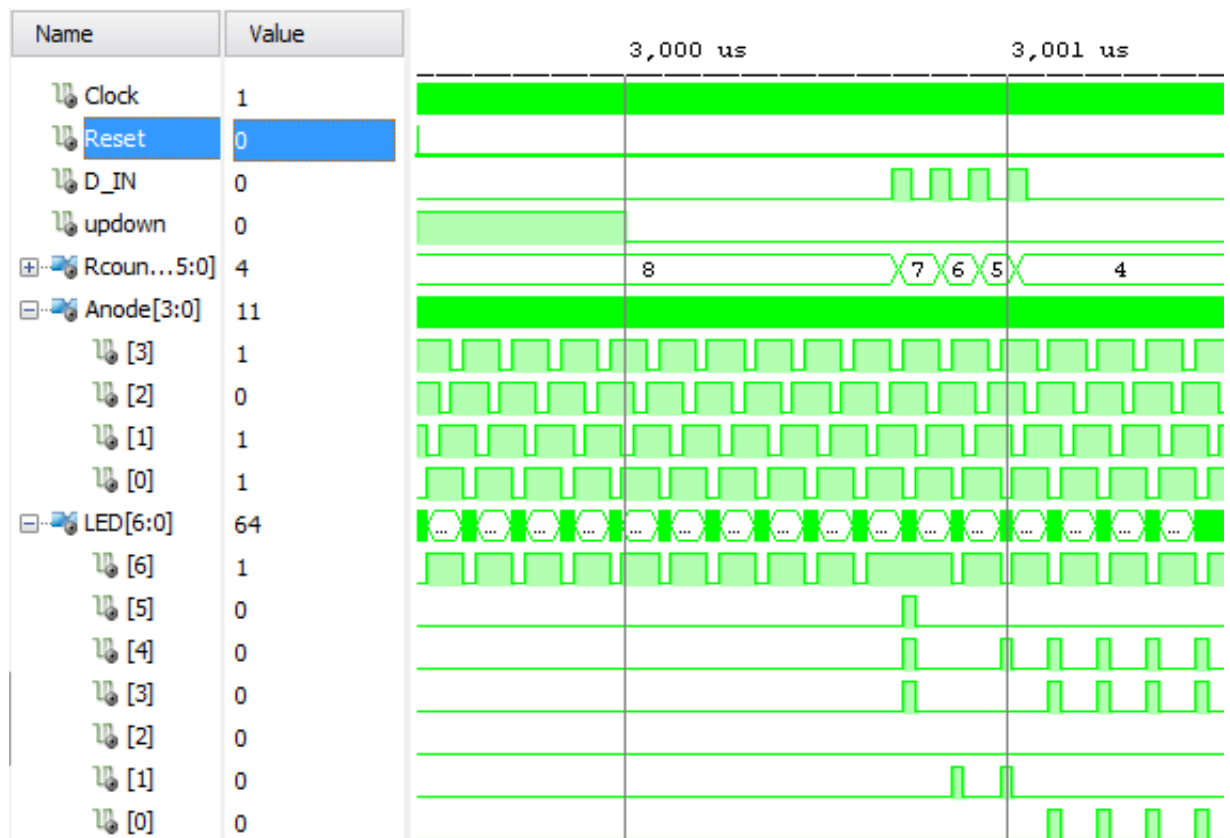 Name Value
3,000 us 3,001 us
Clock 1
Reset 0
D_IN 0
updown 0
Rcoun...5:0] 4 8 7 6 5 4
Anode[3:0] 11
[3] 1
[2] 0
[1] 1
[0] 1
LED[6:0] 64 ... ... ... ... ... ... ... ... ... ... ... ... ... ... ... ...
[6] 1
[5] 0
[4] 0
[3] 0
[2] 0
[1] 0
[0] 0